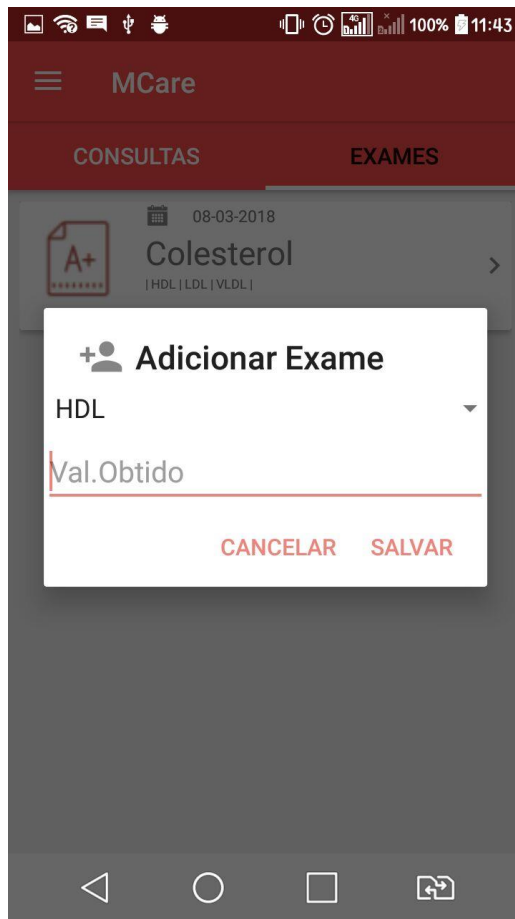 4G 100% 11:43
MCare
CONSULTAS EXAMES
08-03-2018
A+ Colesterol
| HDL | LDL | VLDL |
Adicionar Exame
HDL
Val.Obtido
CANCELAR SALVAR